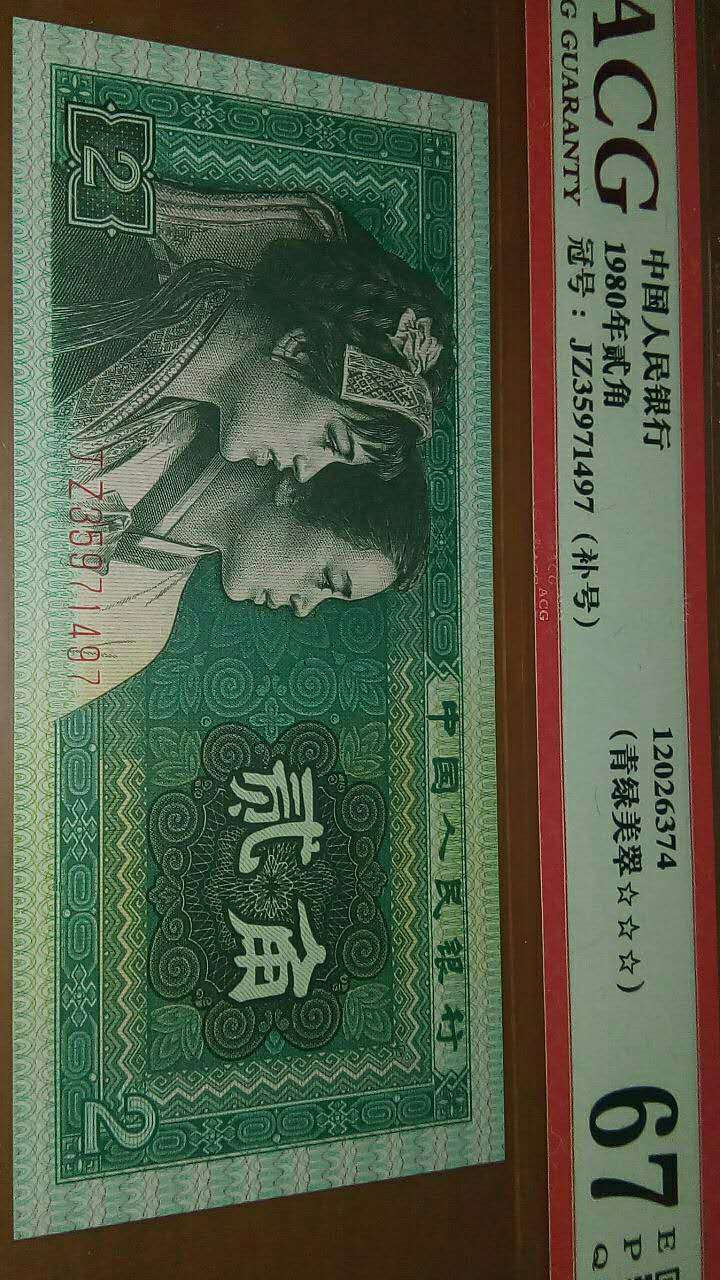 ACG
G GUARANTY
中国人民银行
1980年贰角
冠号：JZ35971497（补号）
ACG
12026374
（青绿美翠☆☆☆）
67
E
P
Q
中国人民银行
贰角
2
2
JZ35971497